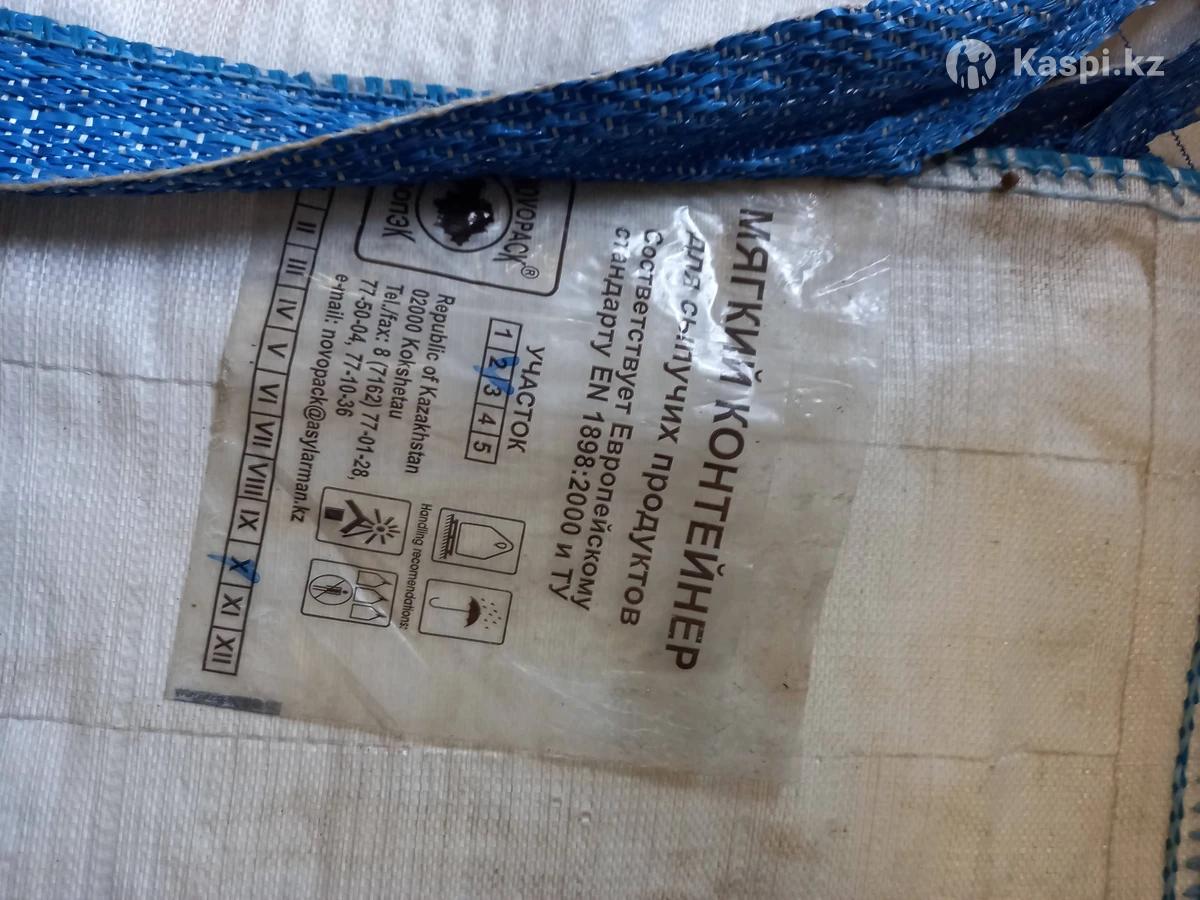 Kaspi.kz
МЯГКИЙ КОНТЕЙНЕР
для сыпучих продуктов
Соответствует Европейскому
стандарту EN 1898:2000 и ТУ
УЧАСТОК
1 2 3 4 5
Republic of Kazakhstan
02000 Kokshetau
Tel./fax: 8 (7162) 77-01-28,
77-50-04, 77-10-36
e-mail: novopack@asylarman.kz
Handling recomendations:
II III IV V VI VII VIII IX X XI XII